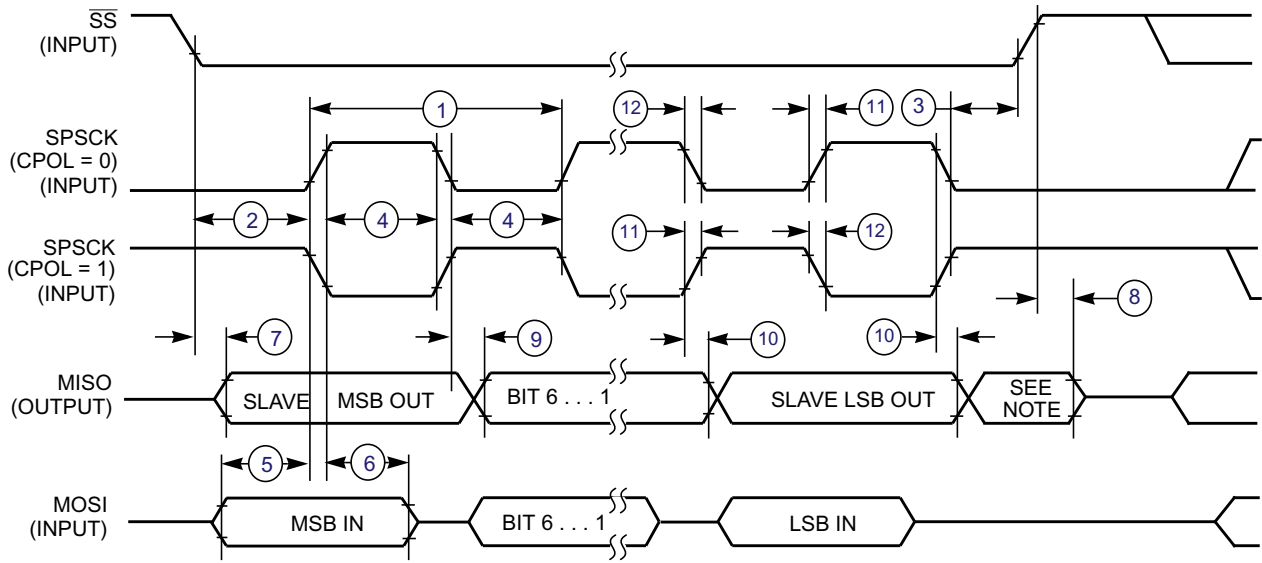 SS
(INPUT)
1
12
11
3
SPSCK
(CPOL = 0)
(INPUT)
2
4
4
11
12
SPSCK
(CPOL = 1)
(INPUT)
8
7
9
10
10
MISO
(OUTPUT)
SLAVE MSB OUT
BIT 6 . . . 1
SLAVE LSB OUT
SEE
NOTE
5
6
MOSI
(INPUT)
MSB IN
BIT 6 . . . 1
LSB IN